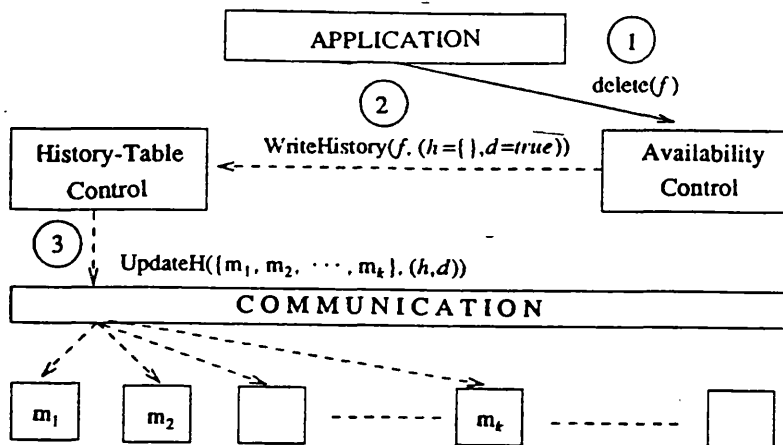 APPLICATION
1
delete(f)
2
WriteHistory(f, (h={},d=true))
History-Table
Control
Availability
Control
3
UpdateH({m₁, m₂, ⋯, mₖ}, (h,d))
COMMUNICATION
m₁
m₂
mₖ